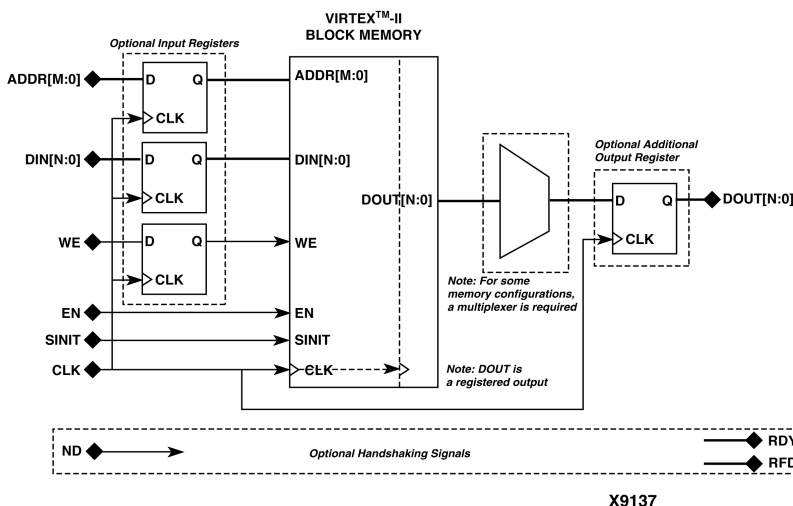 VIRTEX™-II
BLOCK MEMORY
Optional Input Registers
ADDR[M:0]
D Q
CLK
ADDR[M:0]
DIN[N:0]
D Q
CLK
DIN[N:0]
WE
D Q
CLK
WE
DOUT[N:0]
Optional Additional
Output Register
D Q
CLK
DOUT[N:0]
Note: For some
memory configurations,
a multiplexer is required
EN
EN
SINIT
SINIT
CLK
CLK
Note: DOUT is
a registered output
ND
Optional Handshaking Signals
RDY
RFD
X9137